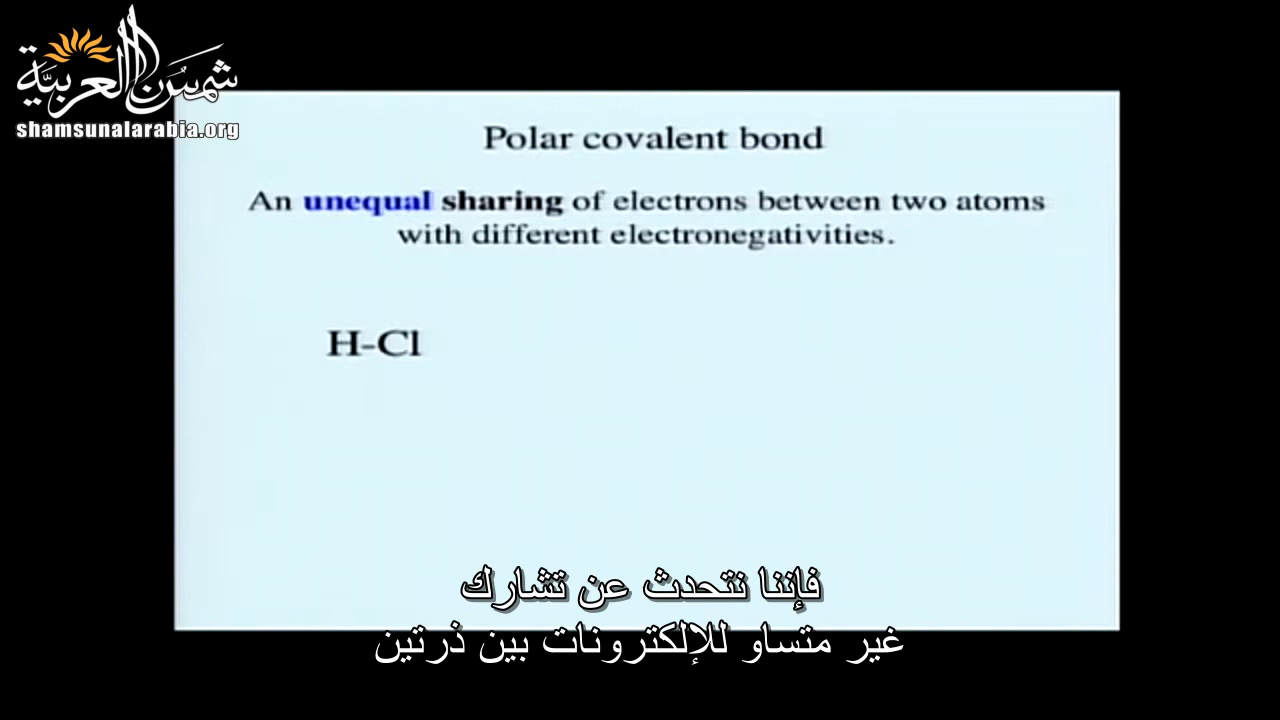 شمس العربية
shamsunalarabia.org
Polar covalent bond
An unequal sharing of electrons between two atoms
with different electronegativities.
H-Cl
فإننا نتحدث عن تشارك
غير متساو للإلكترونات بين ذرتين